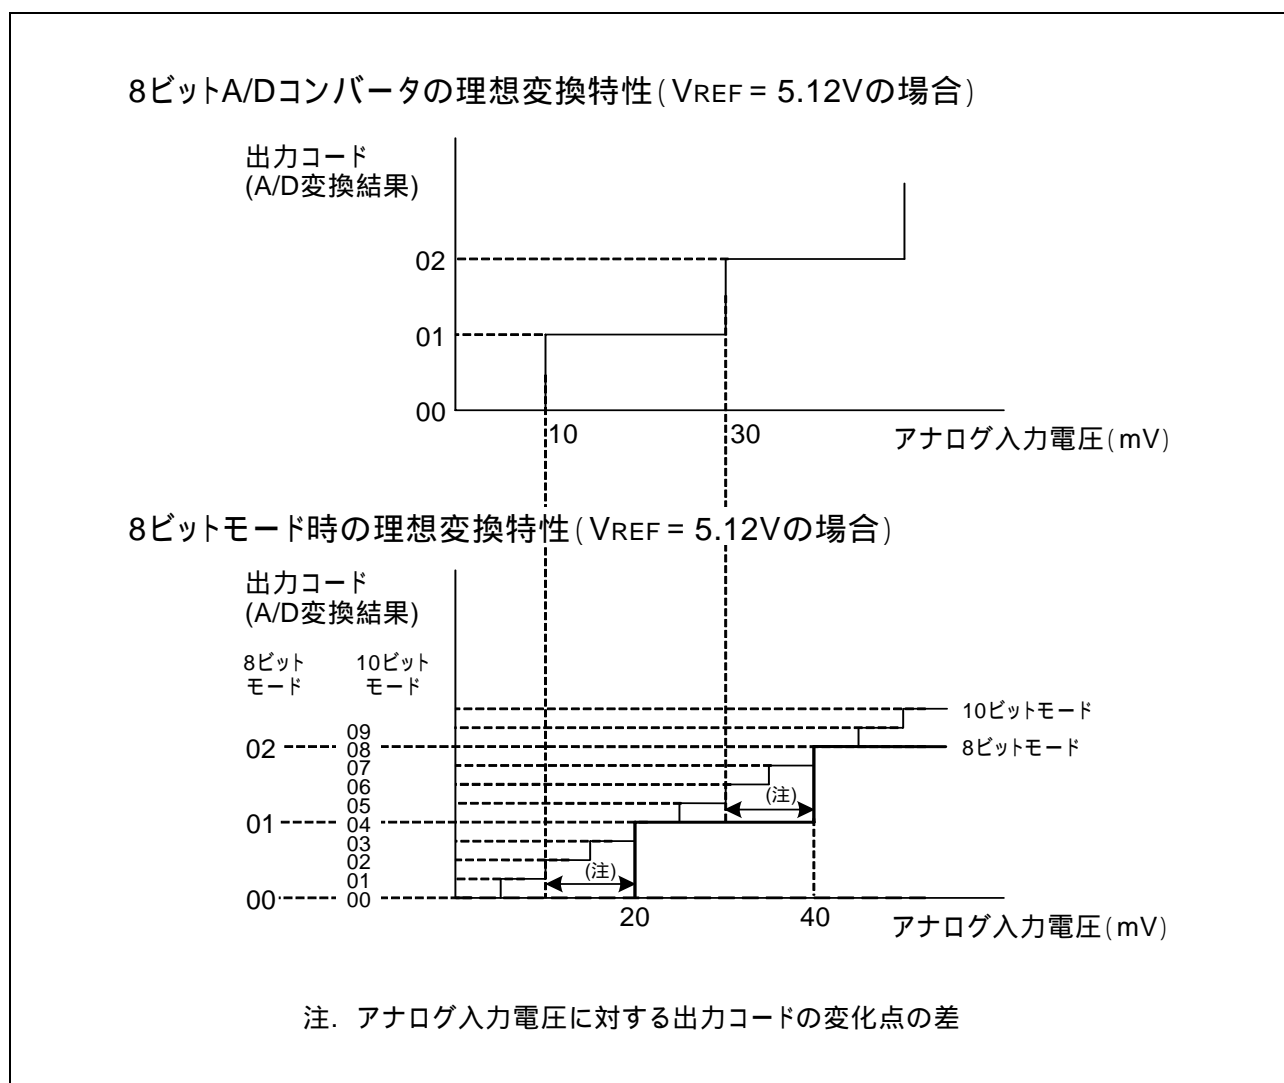 8ビットA/Dコンバータの理想変換特性(VREF = 5.12Vの場合)
出力コード
(A/D変換結果)
02
01
00
10
30
アナログ入力電圧(mV)
8ビットモード時の理想変換特性(VREF = 5.12Vの場合)
出力コード
(A/D変換結果)
8ビット
モード
10ビット
モード
10ビットモード
09
02
08
8ビットモード
07
06
(注)
05
01
04
03
02
(注)
01
00
00
20
40
アナログ入力電圧(mV)
注. アナログ入力電圧に対する出力コードの変化点の差